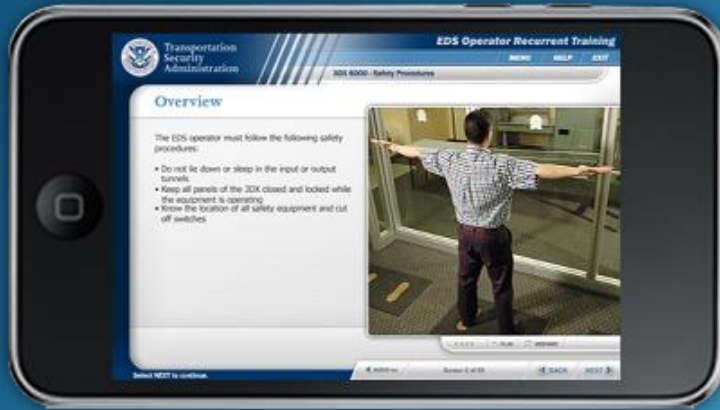 Transportation
Security
Administration
EDS Operator Recurrent Training
MENU HELP EXIT
3DX 6000 - Safety Procedures
Overview
The EDS operator must follow the following safety
procedures:
• Do not lie down or sleep in the input or output
tunnels
• Keep all panels of the 3DX closed and locked while
the equipment is operating
• Know the location of all safety equipment and cut
off switches
Select NEXT to continue.
BACK NEXT